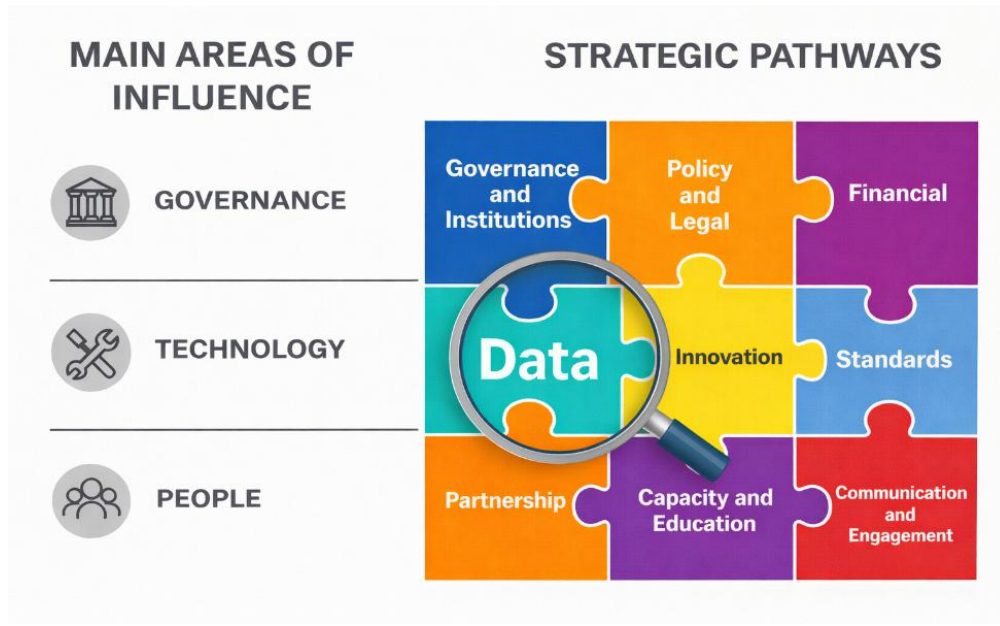 MAIN AREAS OF
INFLUENCE
STRATEGIC PATHWAYS
GOVERNANCE
Governance
and
Institutions
Policy
and
Legal
Financial
TECHNOLOGY
Data
Innovation
Standards
PEOPLE
Partnership
Capacity and
Education
Communication
and
Engagement